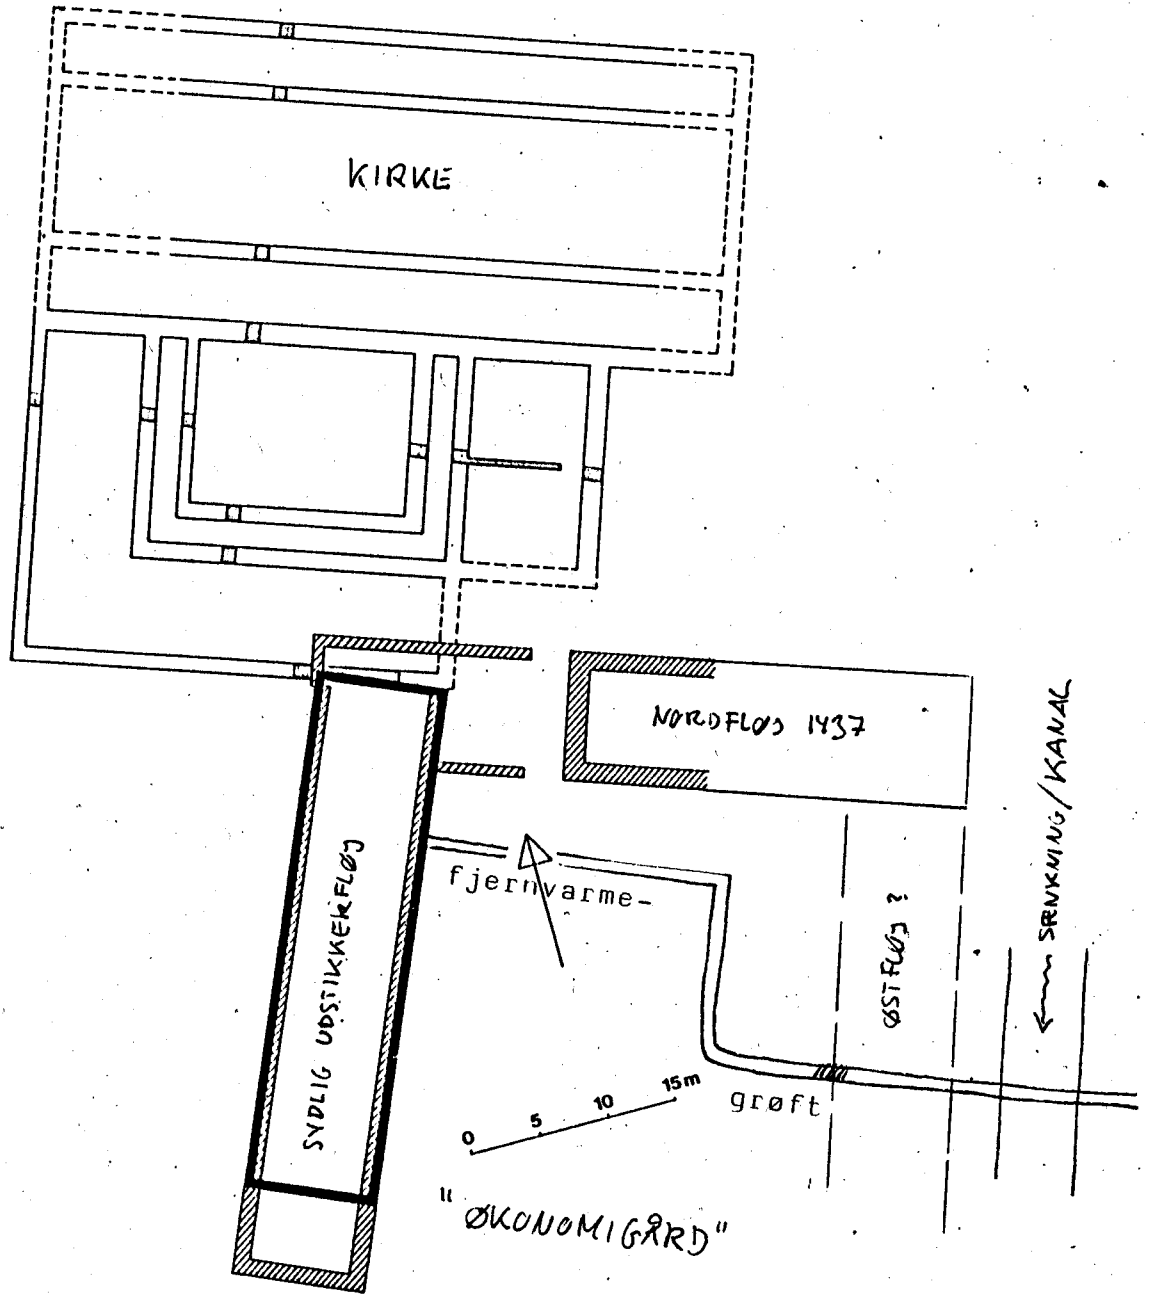 KIRKE
NORDFLØJ 1437
SÆNKNING/KANAL
fjernvarme-
SYDLIG UDSTIKKERFLØJ
ØSTFLØJ ?
0 5 10 15m
grøft
"ØKONOMIGÅRD"